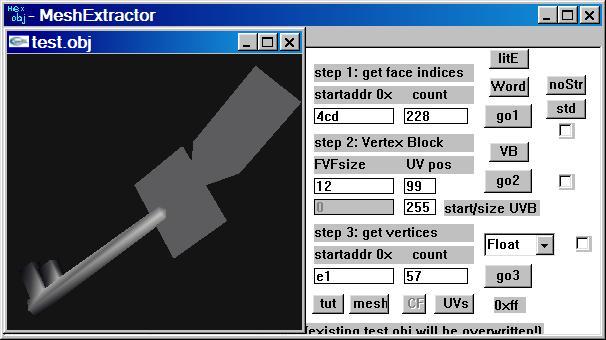 Hex
obj - MeshExtractor
test.obj
litE
step 1: get face indices
Word
noStr
startaddr 0x count
std
4cd 228
go1
step 2: Vertex Block
VB
FVFsize UV pos
12 99
go2
0 255 start/size UVB
step 3: get vertices
Float
startaddr 0x count
e1 57
go3
tut mesh CF UVs 0xff
(existing test.obj will be overwritten!)